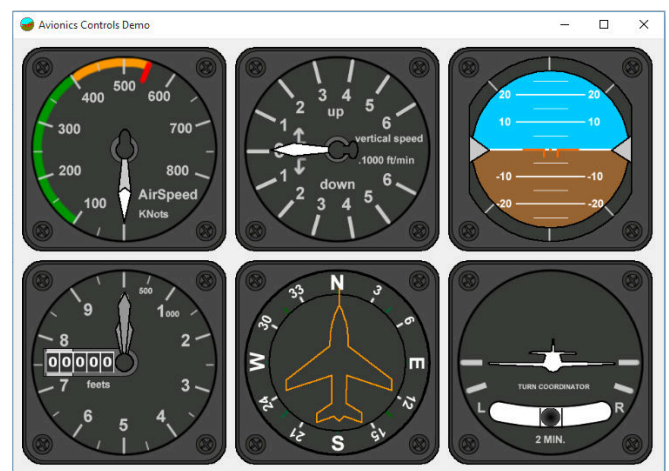 Avionics Controls Demo
500
400
600
300
700
200
800
100
AirSpeed
KNots
3
4
2
up
5
1
6
vertical speed
.1000 ft/min
1
down
6
2
5
3
4
20
20
10
10
-10
-10
-20
-20
500
9
1000
8
2
00000
7
feets
3
6
4
5
N
33
3
30
6
W
E
24
12
21
15
S
TURN COORDINATOR
L
R
2 MIN.